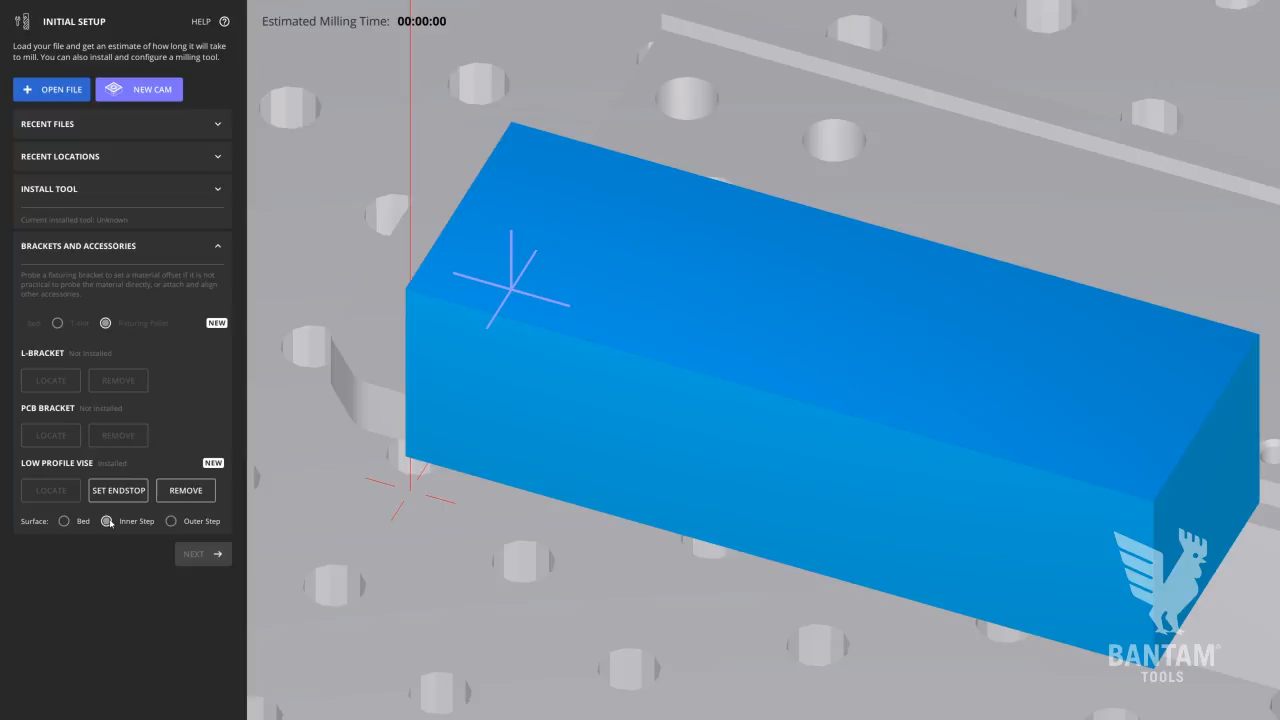 INITIAL SETUP
HELP
Estimated Milling Time: 00:00:00
Load your file and get an estimate of how long it will take
to mill. You can also install and configure a milling tool.
OPEN FILE
NEW CAM
RECENT FILES
RECENT LOCATIONS
INSTALL TOOL
Current installed tool: Unknown
BRACKETS AND ACCESSORIES
Probe a fixturing bracket to set a material offset if it is not
practical to probe the material directly, or attach and align
other accessories.
Bed: T-slot Fixturing Pallet NEW
L-BRACKET Not Installed
LOCATE REMOVE
PCB BRACKET Not Installed
LOCATE REMOVE
LOW PROFILE VISE Installed NEW
LOCATE SET ENDSTOP REMOVE
Surface: Bed Inner Step Outer Step
NEXT
BANTAM
TOOLS